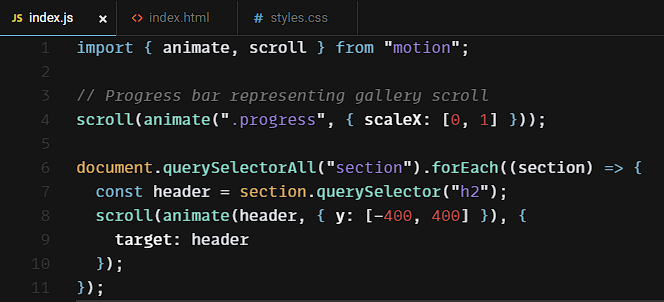 JS index.js × <> index.html # styles.css
1 import { animate, scroll } from "motion";
2
3 // Progress bar representing gallery scroll
4 scroll(animate(".progress", { scaleX: [0, 1] }));
5
6 document.querySelectorAll("section").forEach((section) => {
7   const header = section.querySelector("h2");
8   scroll(animate(header, { y: [-400, 400] }), {
9     target: header
10   });
11 });